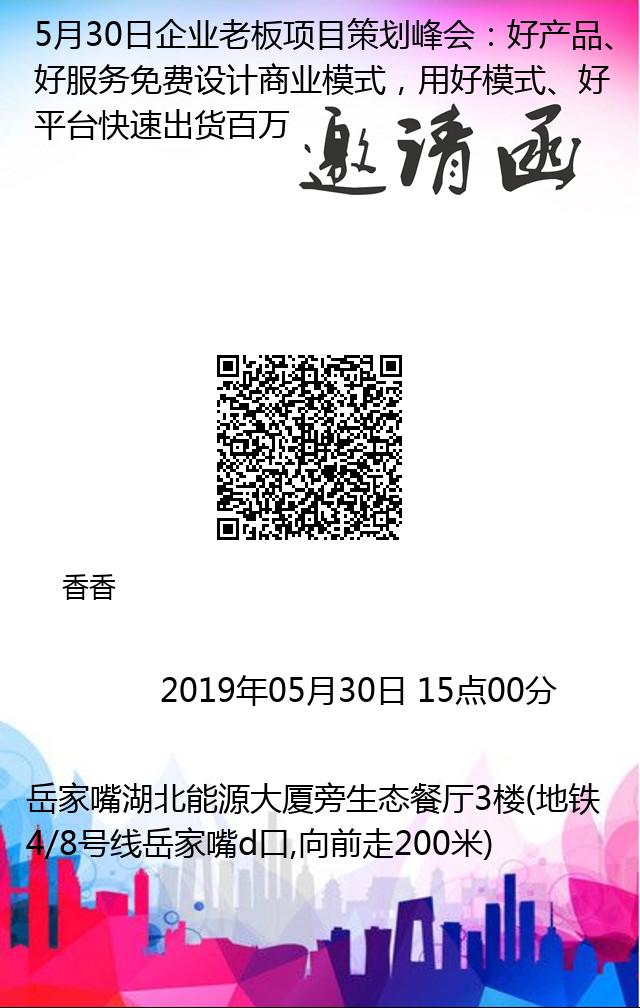 5月30日企业老板项目策划峰会：好产品、
好服务免费设计商业模式，用好模式、好
平台快速出货百万
邀请函
香香
2019年05月30日 15点00分
岳家嘴湖北能源大厦旁生态餐厅3楼(地铁
4/8号线岳家嘴d口,向前走200米)